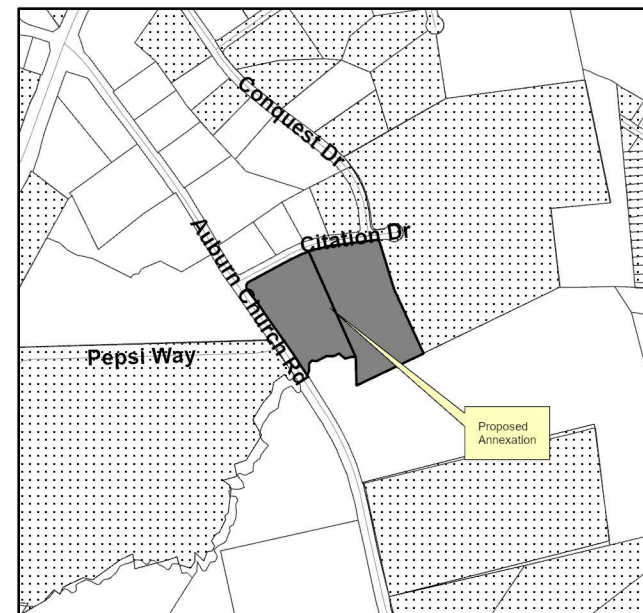 Conquest Dr
Citation Dr
Auburn Church Rd
Pepsi Way
Proposed
Annexation